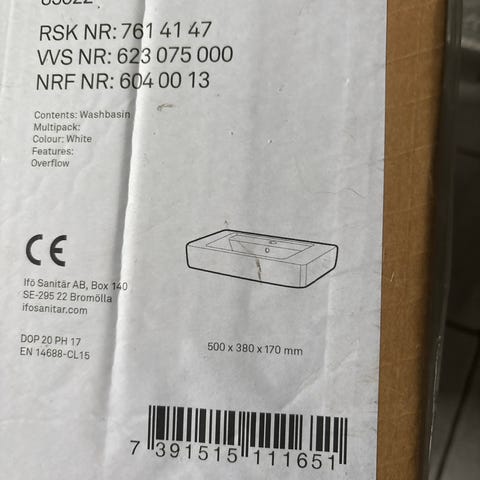 RSK NR: 761 41 47
VVS NR: 623 075 000
NRF NR: 604 00 13
Contents: Washbasin
Multipack:
Colour: White
Features:
Overflow
CE
Ifö Sanitär AB, Box 140
SE-295 22 Bromölla
ifosanitar.com
DOP 20 PH 17
EN 14688-CL15
500 x 380 x 170 mm
7 391515 111651